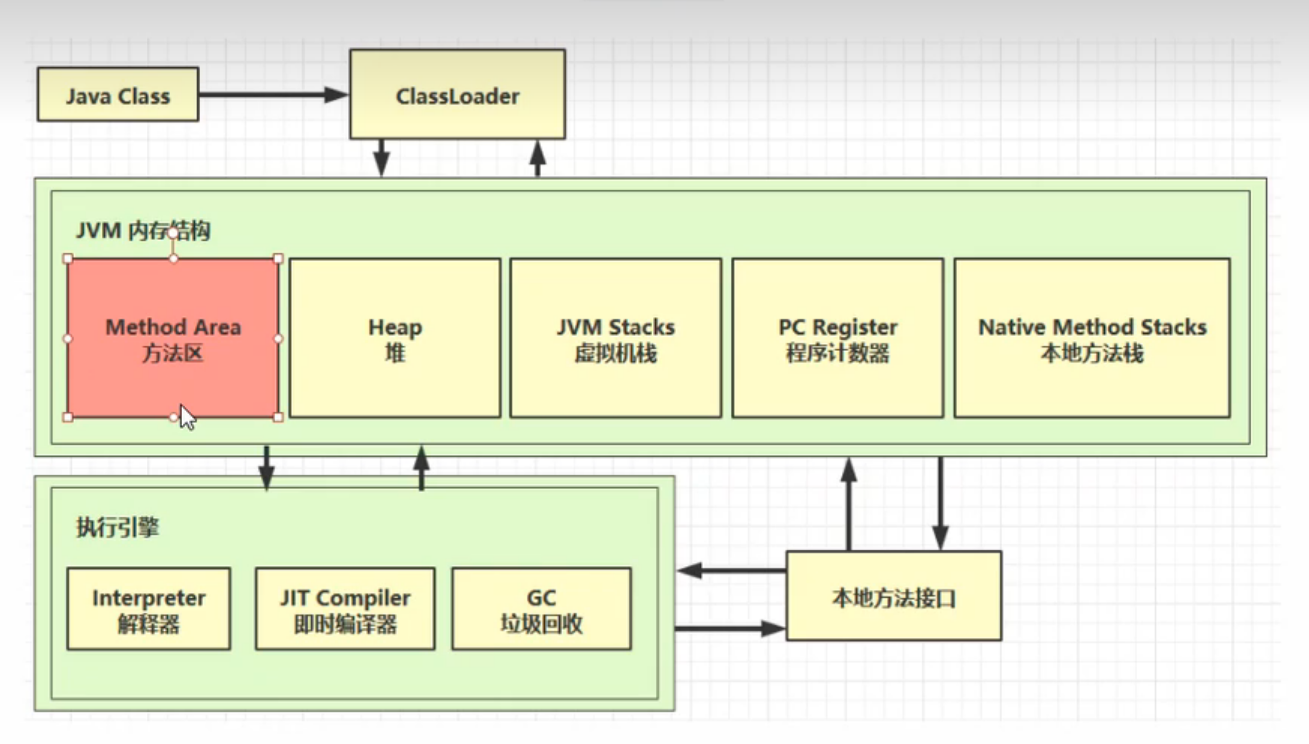 Java Class
ClassLoader
JVM 内存结构
Method Area
方法区
Heap
堆
JVM Stacks
虚拟机栈
PC Register
程序计数器
Native Method Stacks
本地方法栈
执行引擎
Interpreter
解释器
JIT Compiler
即时编译器
GC
垃圾回收
本地方法接口